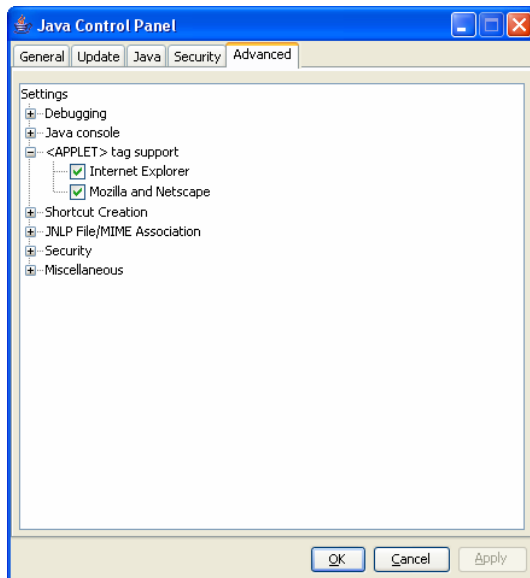 Java Control Panel
General Update Java Security Advanced
Settings
Debugging
Java console
<APPLET> tag support
Internet Explorer
Mozilla and Netscape
Shortcut Creation
JNLP File/MIME Association
Security
Miscellaneous
OK Cancel Apply